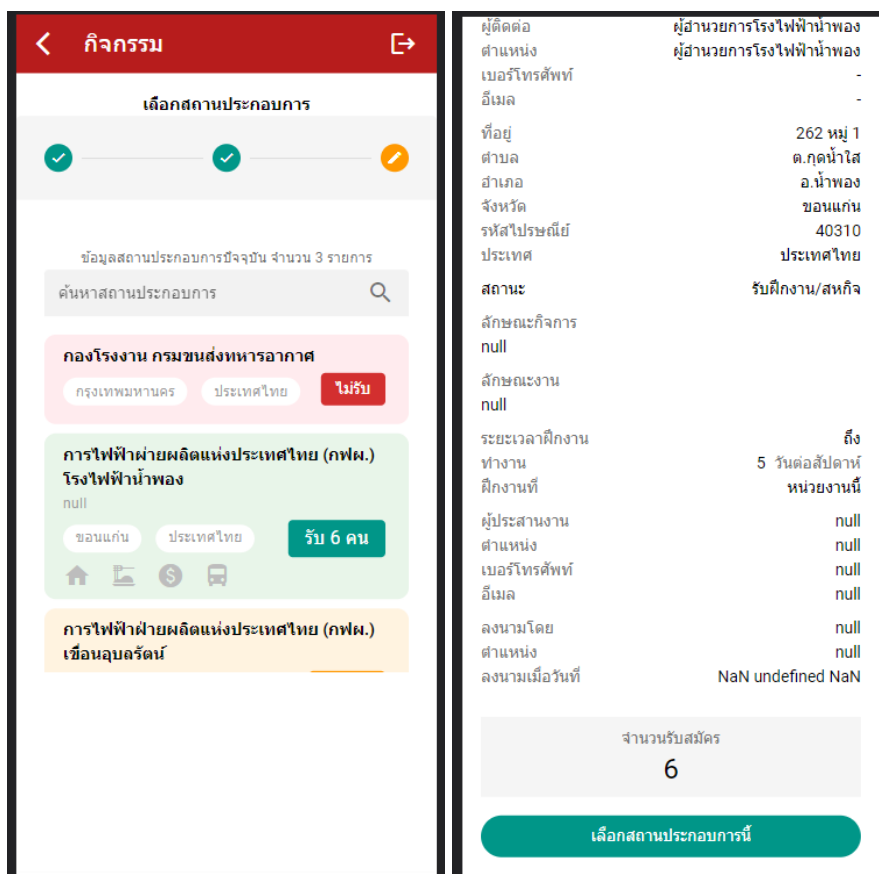 กิจกรรม
เลือกสถานประกอบการ
ข้อมูลสถานประกอบการปัจจุบัน จำนวน 3 รายการ
ค้นหาสถานประกอบการ
กองโรงงาน กรมขนส่งทหารอากาศ
กรุงเทพมหานคร ประเทศไทย ไม่รับ
การไฟฟ้าฝ่ายผลิตแห่งประเทศไทย (กฟผ.)
โรงไฟฟ้าน้ำพอง
null
ขอนแก่น ประเทศไทย รับ 6 คน
การไฟฟ้าฝ่ายผลิตแห่งประเทศไทย (กฟผ.)
เขื่อนอุบลรัตน์
ผู้ติดต่อ ผู้อำนวยการโรงไฟฟ้าน้ำพอง
ตำแหน่ง ผู้อำนวยการโรงไฟฟ้าน้ำพอง
เบอร์โทรศัพท์ -
อีเมล -
ที่อยู่ 262 หมู่ 1
ตำบล ต.กุดน้ำใส
อำเภอ อ.น้ำพอง
จังหวัด ขอนแก่น
รหัสไปรษณีย์ 40310
ประเทศ ประเทศไทย
สถานะ รับฝึกงาน/สหกิจ
ลักษณะกิจการ
null
ลักษณะงาน
null
ระยะเวลาฝึกงาน ถึง
ทำงาน 5 วันต่อสัปดาห์
ฝึกงานที่ หน่วยงานนี้
ผู้ประสานงาน null
ตำแหน่ง null
เบอร์โทรศัพท์ null
อีเมล null
ลงนามโดย null
ตำแหน่ง null
ลงนามเมื่อวันที่ NaN undefined NaN
จำนวนรับสมัคร
6
เลือกสถานประกอบการนี้